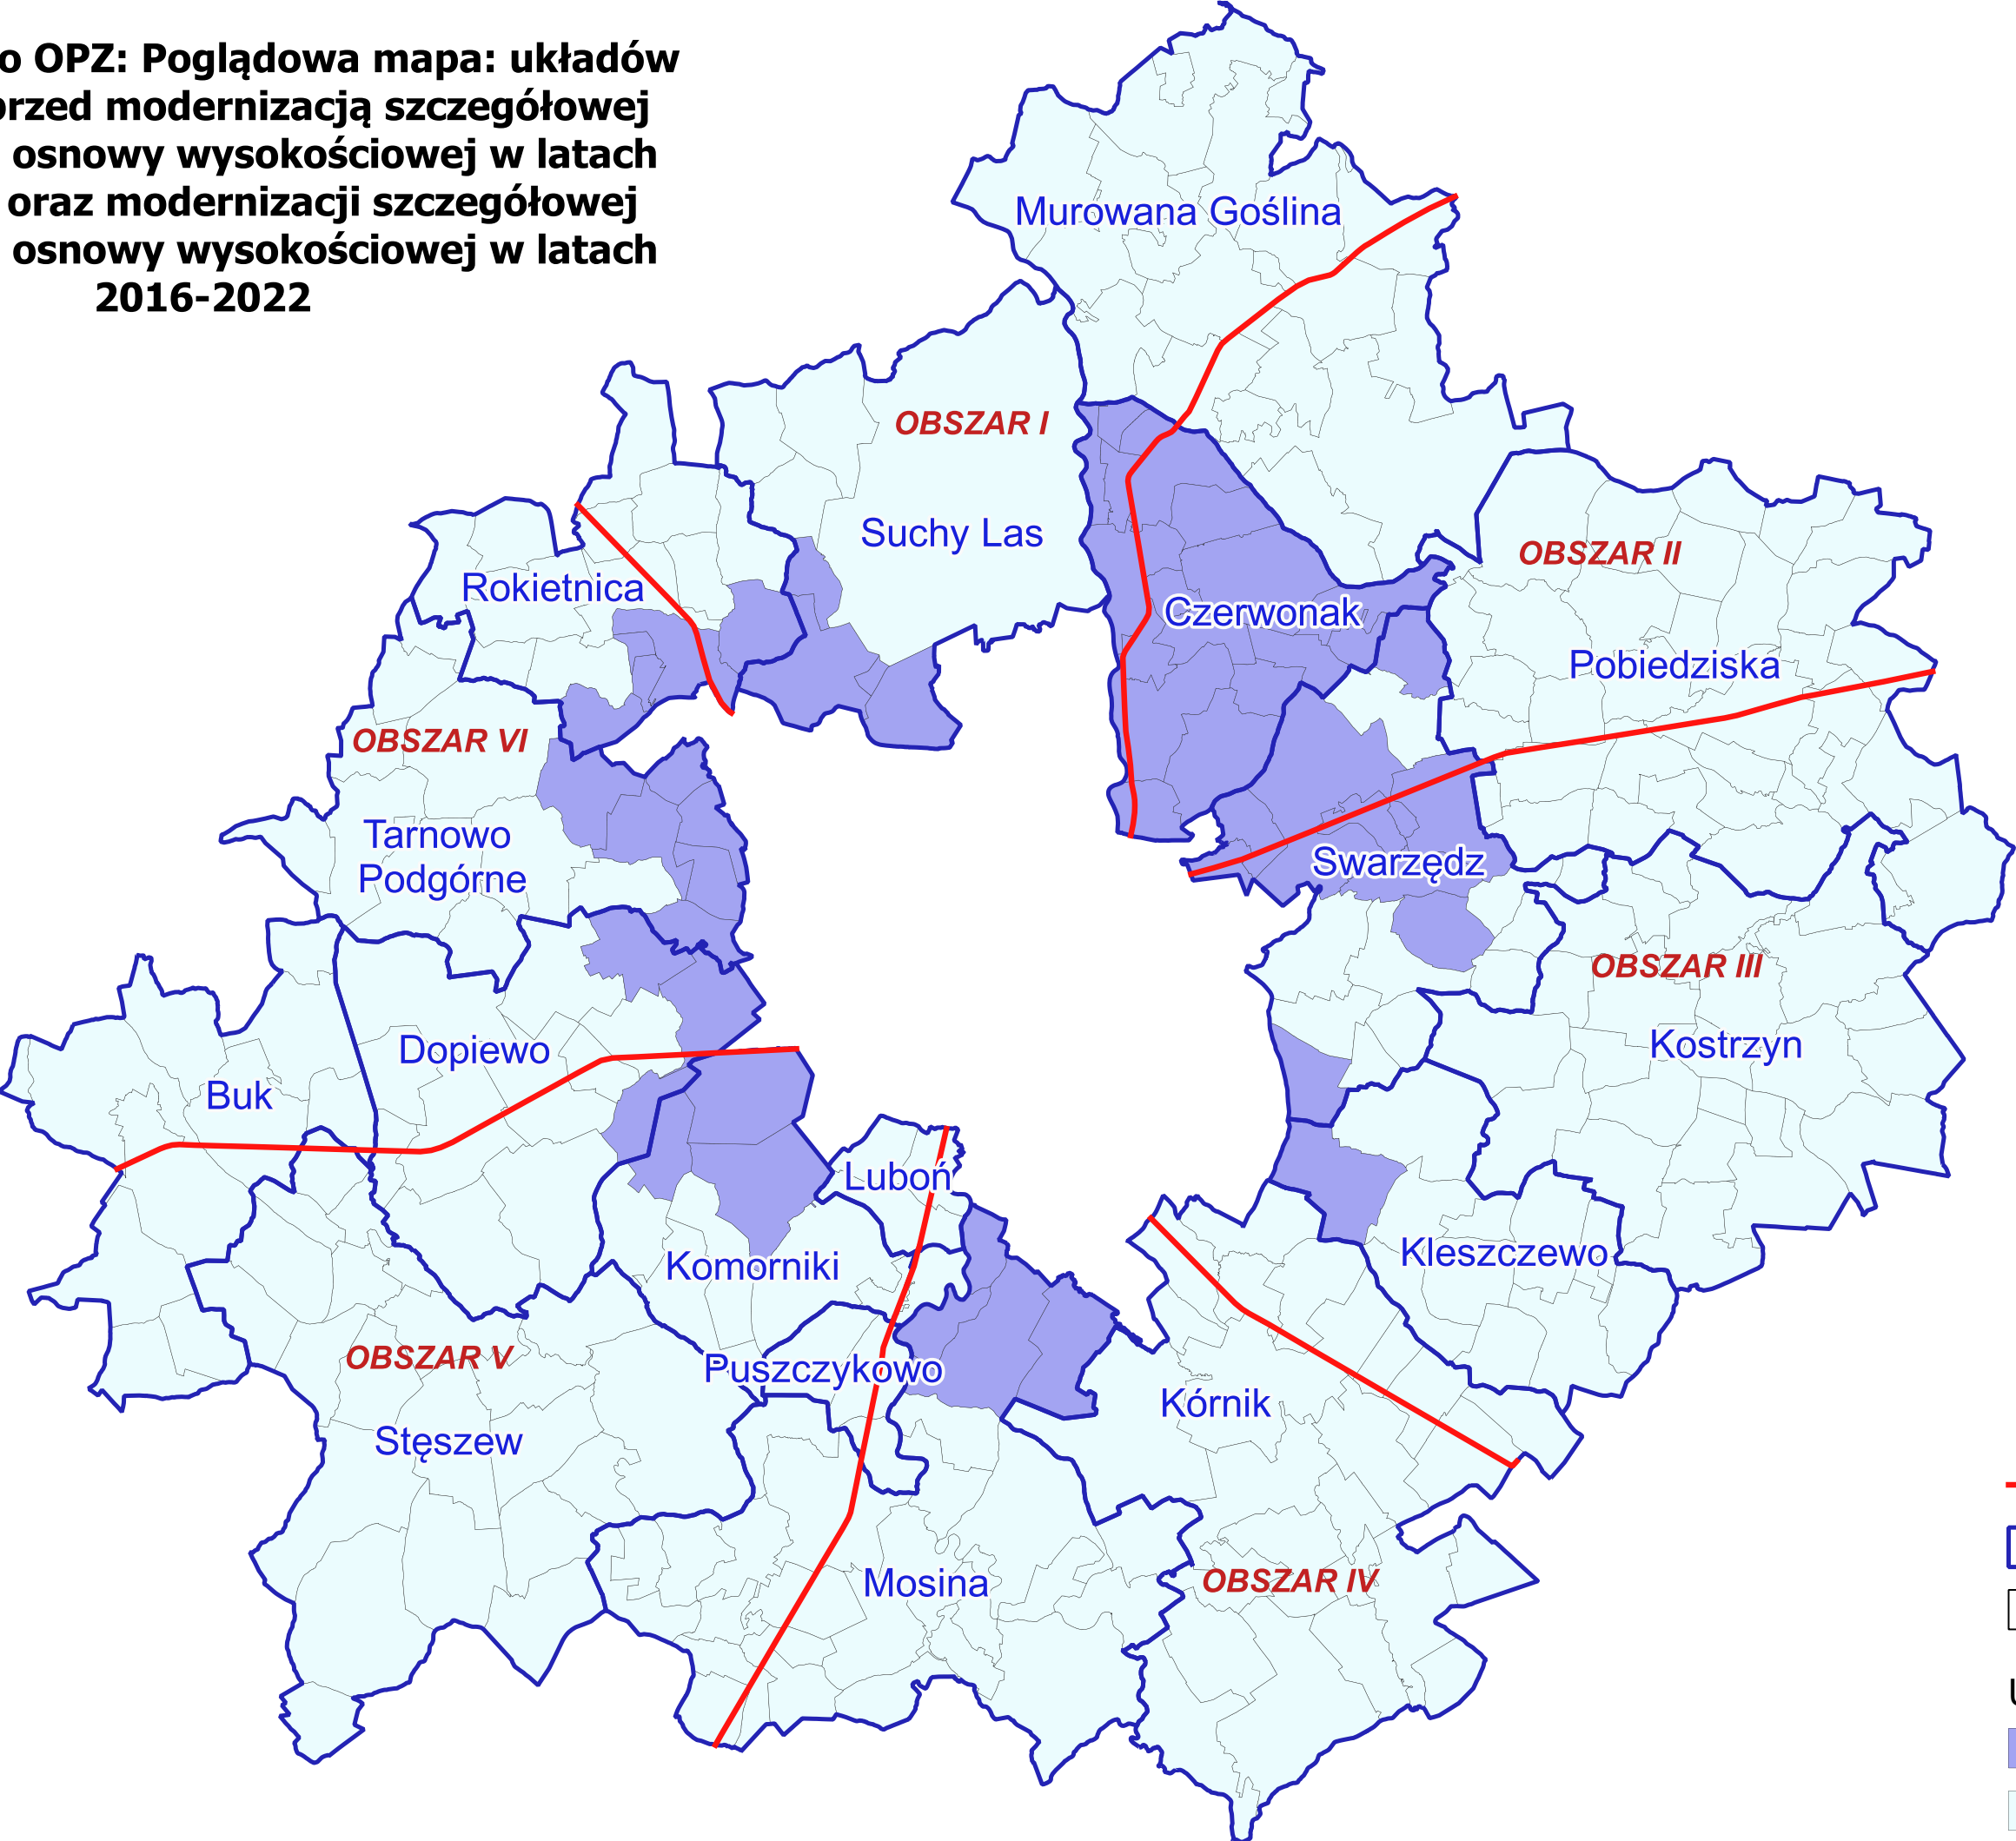 o OPZ: Poglądowa mapa: układów
przed modernizacją szczegółowej
osnowy wysokościowej w latach
oraz modernizacji szczegółowej
osnowy wysokościowej w latach
2016-2022
Murowana Goślina
OBSZAR I
Suchy Las
OBSZAR II
Rokietnica
Czerwonak
Pobiedziska
OBSZAR VI
Tarnowo
Podgórne
Swarzędz
OBSZAR III
Dopiewo
Kostrzyn
Buk
Luboń
Komorniki
Kleszczewo
OBSZAR V
Puszczykowo
Kórnik
Stęszew
Mosina
OBSZAR IV